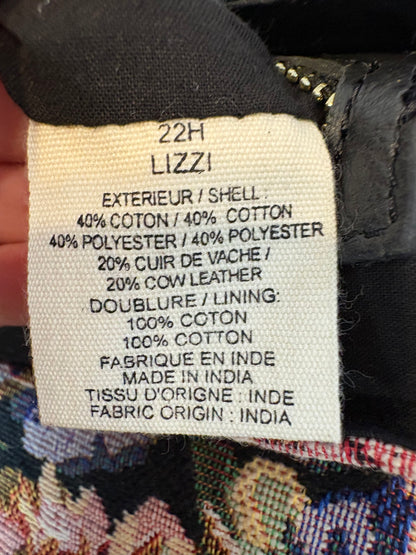 22H
LIZZI
EXTERIEUR / SHELL:
40% COTON / 40% COTTON
40% POLYESTER / 40% POLYESTER
20% CUIR DE VACHE /
20% COW LEATHER
DOUBLURE / LINING:
100% COTON
100% COTTON
FABRIQUE EN INDE
MADE IN INDIA
TISSU D'ORIGNE : INDE
FABRIC ORIGIN : INDIA